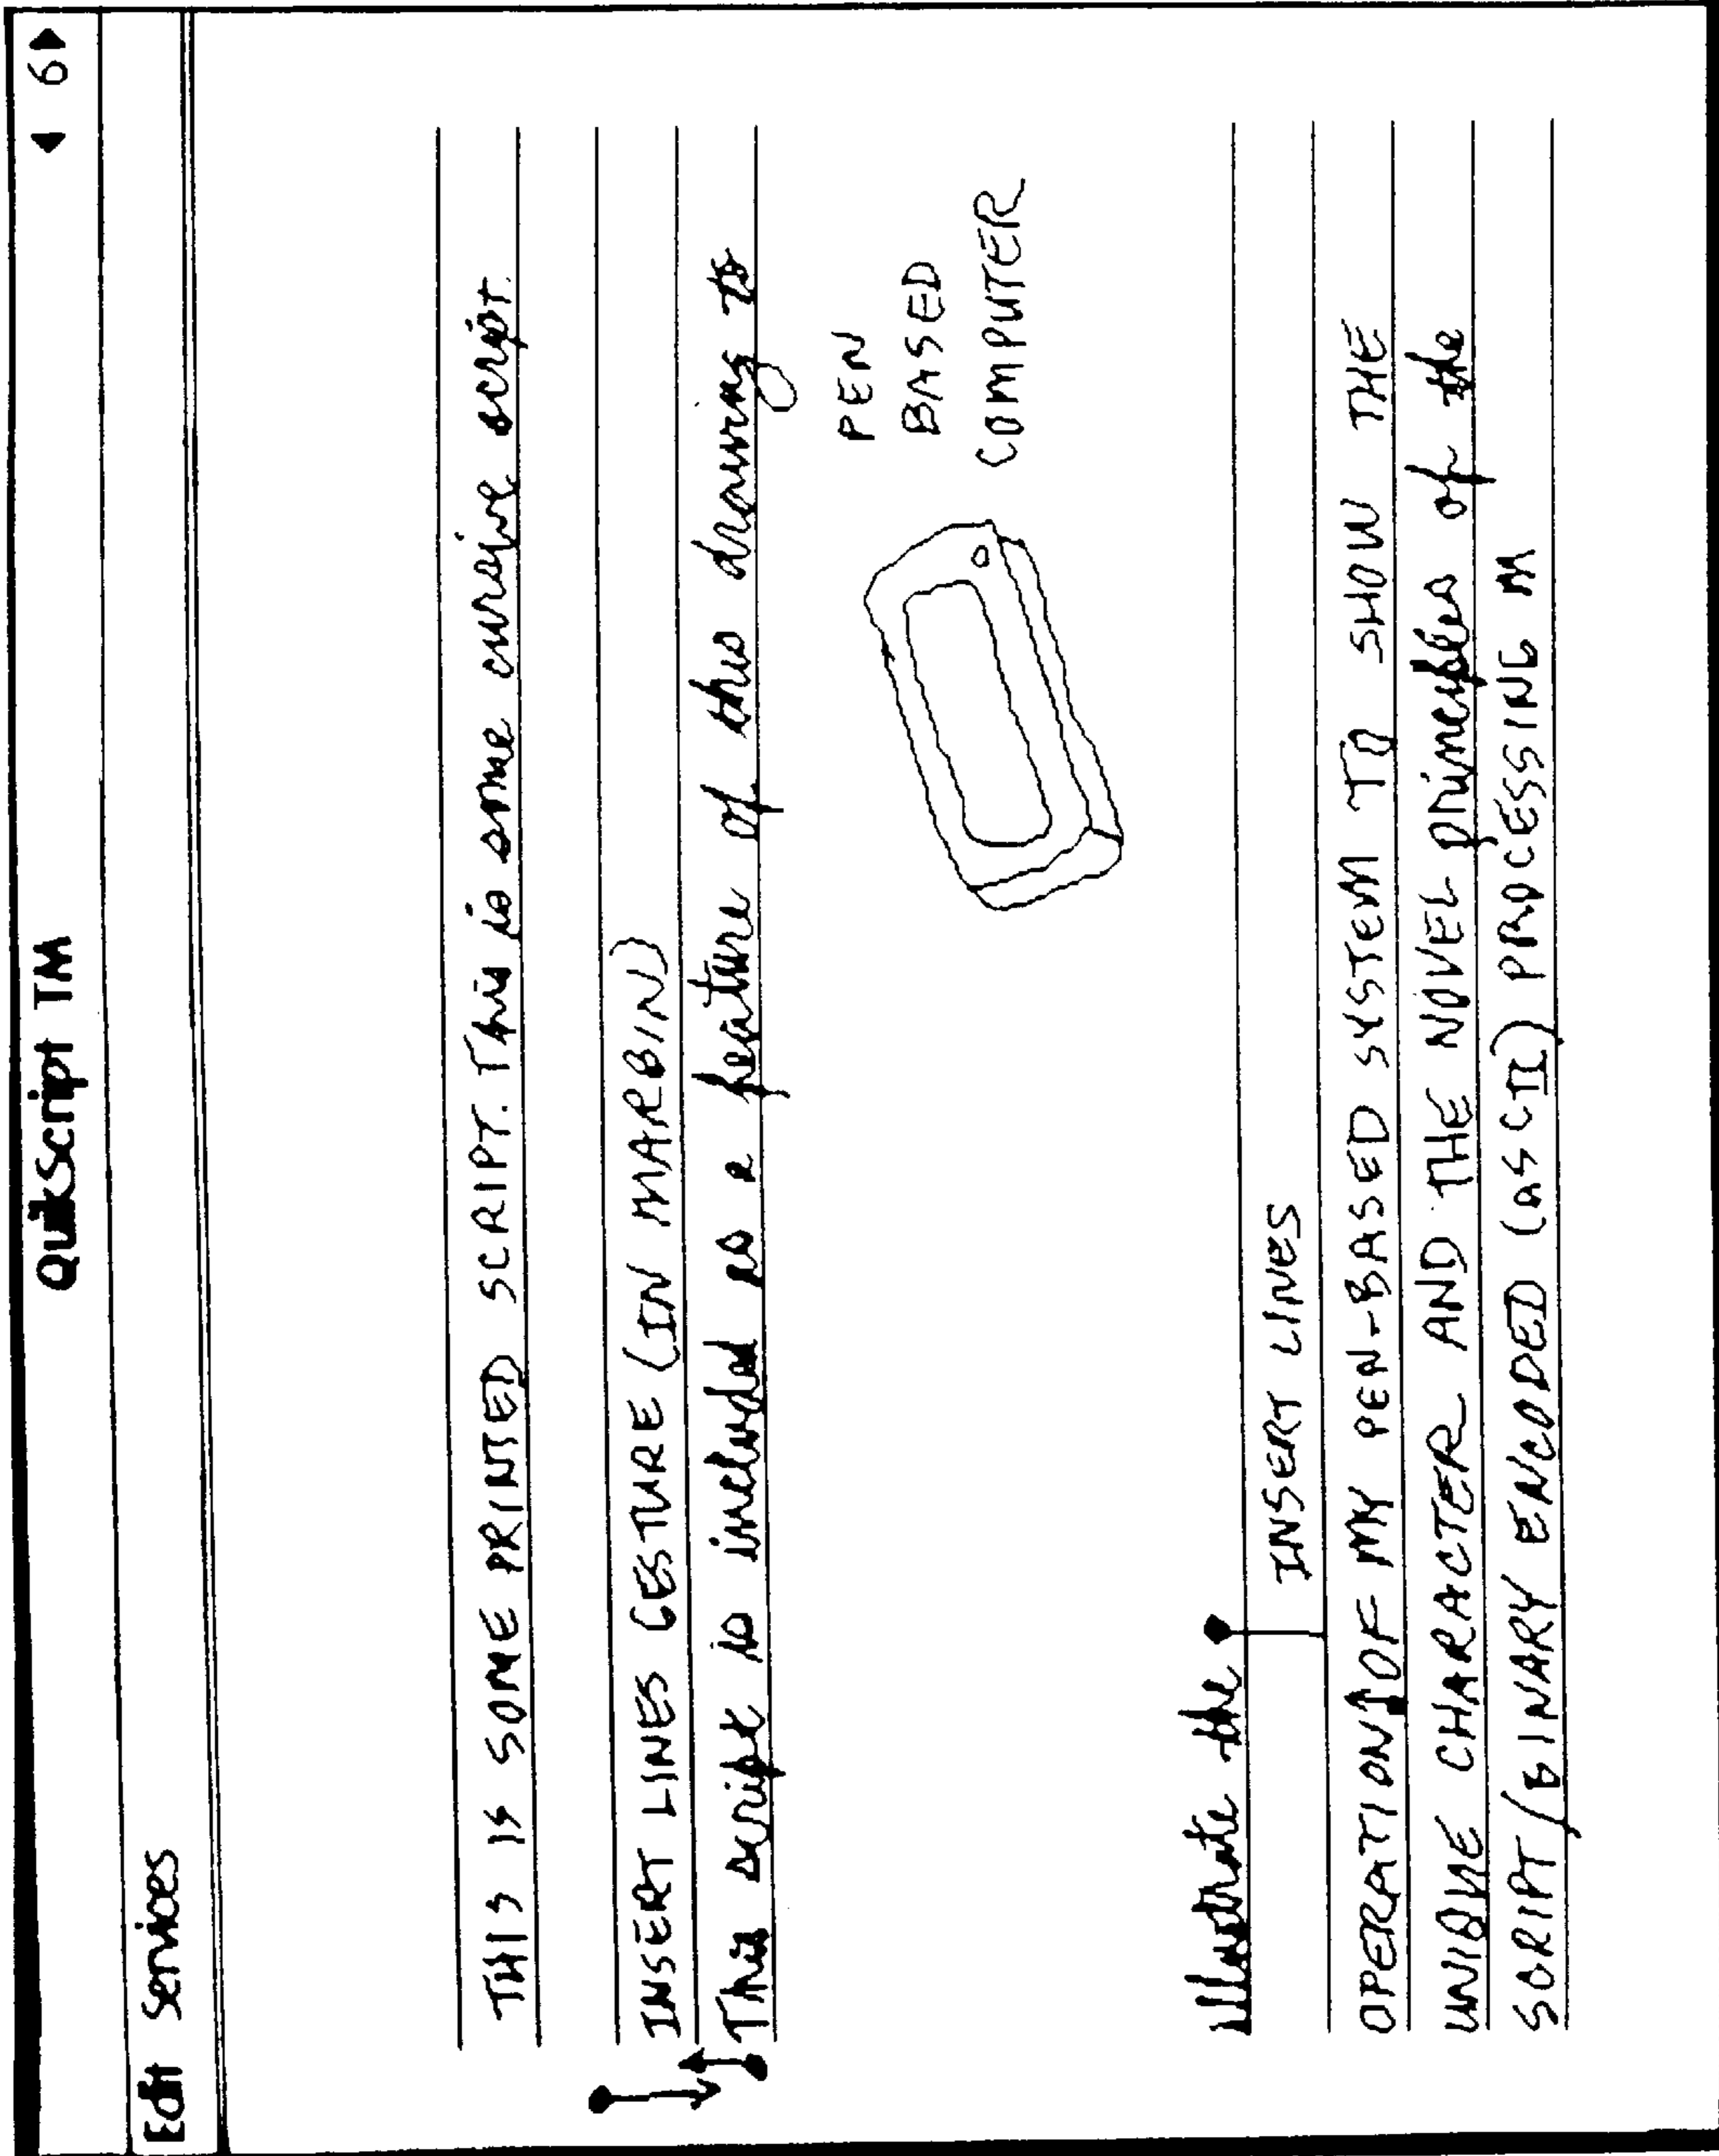 QuikScript TM
◀ 6 ▶
Edit Services
THIS IS SOME PRINTED SCRIPT. This is some cursive script.
INSERT LINES GESTURE (IN MARGIN)
This script is included as a feature of this drawing to
PEN
BASED
COMPUTER
illustrate the
INSERT LINES
OPERATION OF MY PEN-BASED SYSTEM TO SHOW THE
UNIQUE CHARACTER AND THE NOVEL principles of the
SCRIPT/BINARY ENCODED (ASCII) PROCESSING M